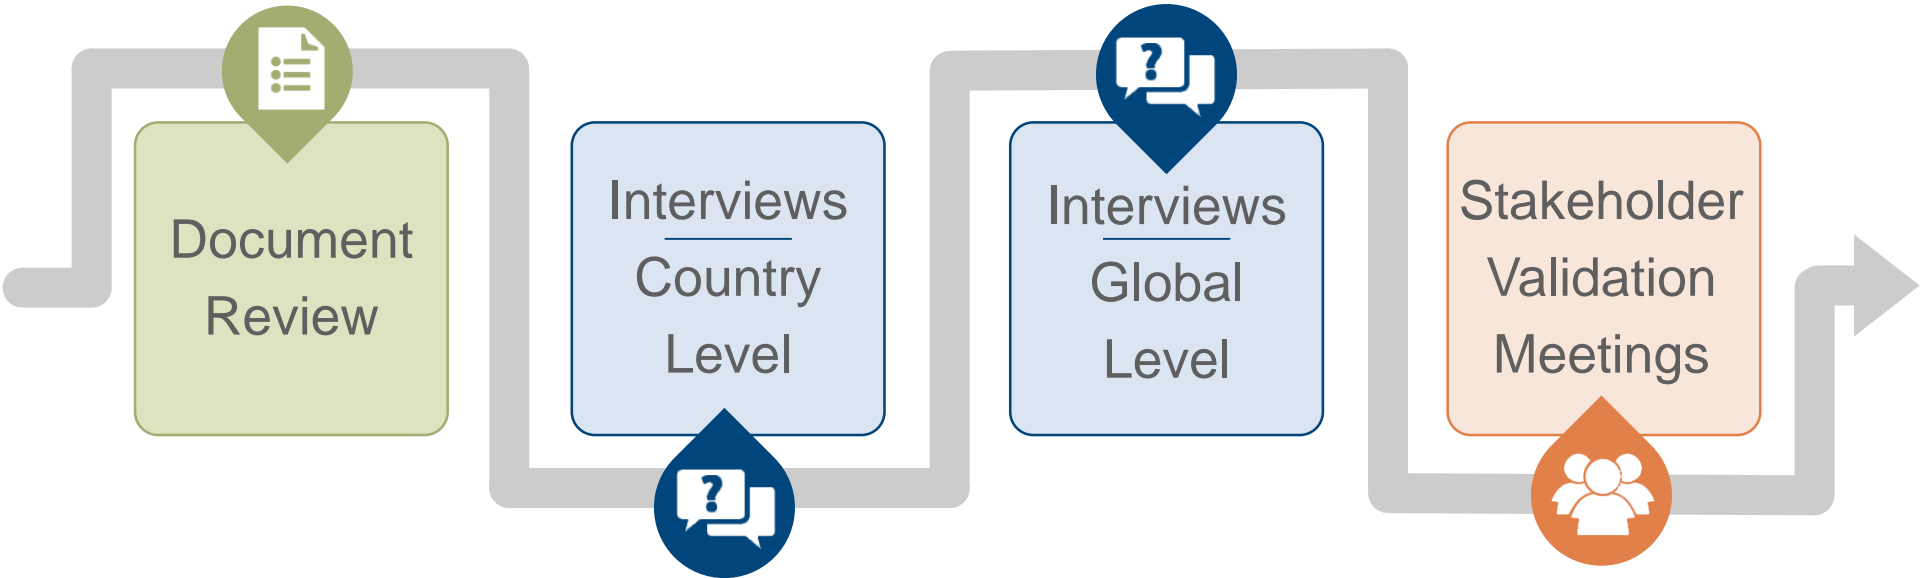 Document
Review
Interviews
Country
Level
?
Interviews
Global
Level
?
Stakeholder
Validation
Meetings